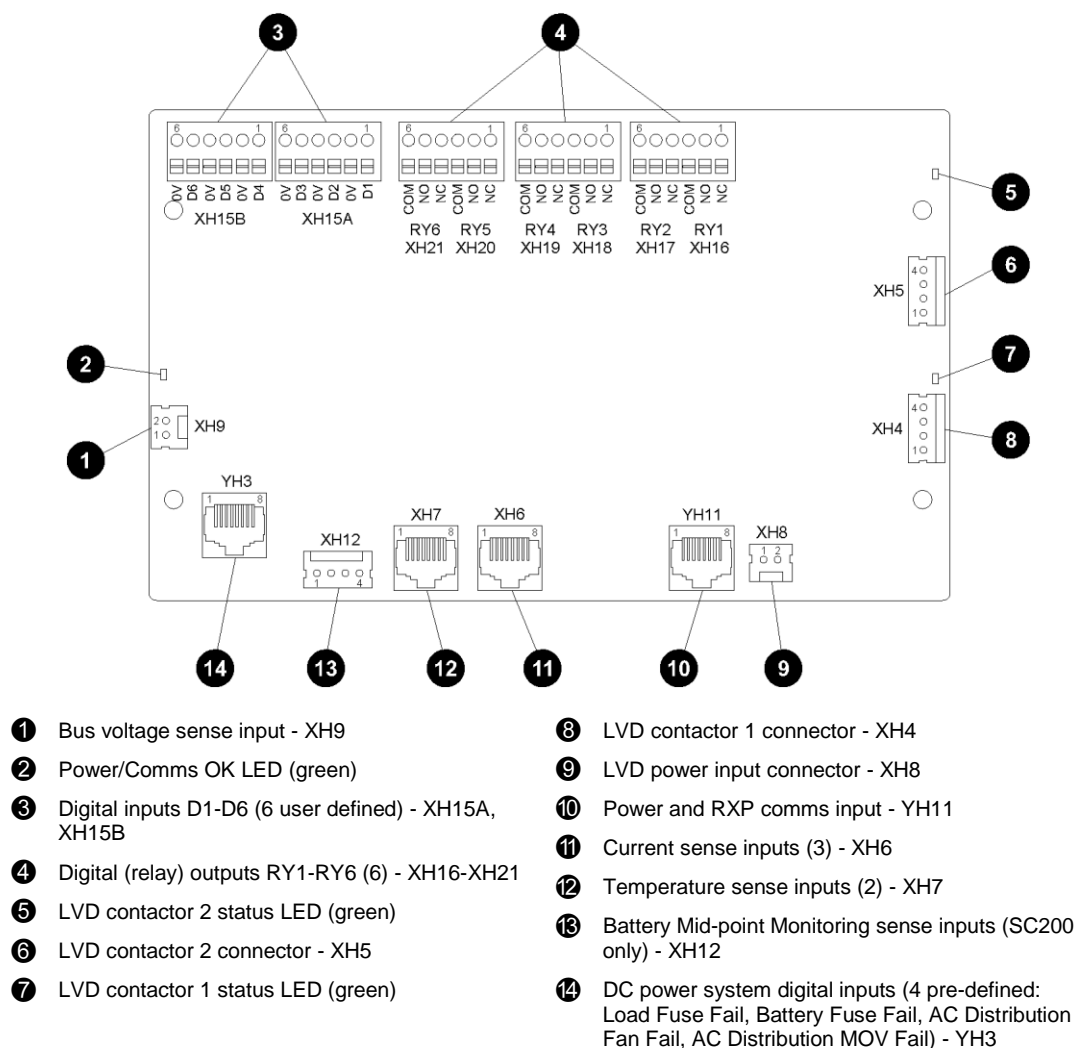 3
4
6 1
6 1
6 1
6 1
6 1
0V D6 0V D5 0V D4
0V D3 0V D2 0V D1
COM NO NC COM NO NC
COM NO NC COM NO NC
COM NO NC COM NO NC
XH15B
XH15A
RY6 RY5
XH21 XH20
RY4 RY3
XH19 XH18
RY2 RY1
XH17 XH16
5
6
XH5
4
1
2
7
2
1
XH9
1
XH4
4
1
8
YH3
1 8
XH12
1 4
XH7
1 8
XH6
1 8
YH11
1 8
XH8
1 2
14
13
12
11
10
9
1 Bus voltage sense input - XH9
2 Power/Comms OK LED (green)
3 Digital inputs D1-D6 (6 user defined) - XH15A,
XH15B
4 Digital (relay) outputs RY1-RY6 (6) - XH16-XH21
5 LVD contactor 2 status LED (green)
6 LVD contactor 2 connector - XH5
7 LVD contactor 1 status LED (green)
8 LVD contactor 1 connector - XH4
9 LVD power input connector - XH8
10 Power and RXP comms input - YH11
11 Current sense inputs (3) - XH6
12 Temperature sense inputs (2) - XH7
13 Battery Mid-point Monitoring sense inputs (SC200
only) - XH12
14 DC power system digital inputs (4 pre-defined:
Load Fuse Fail, Battery Fuse Fail, AC Distribution
Fan Fail, AC Distribution MOV Fail) - YH3